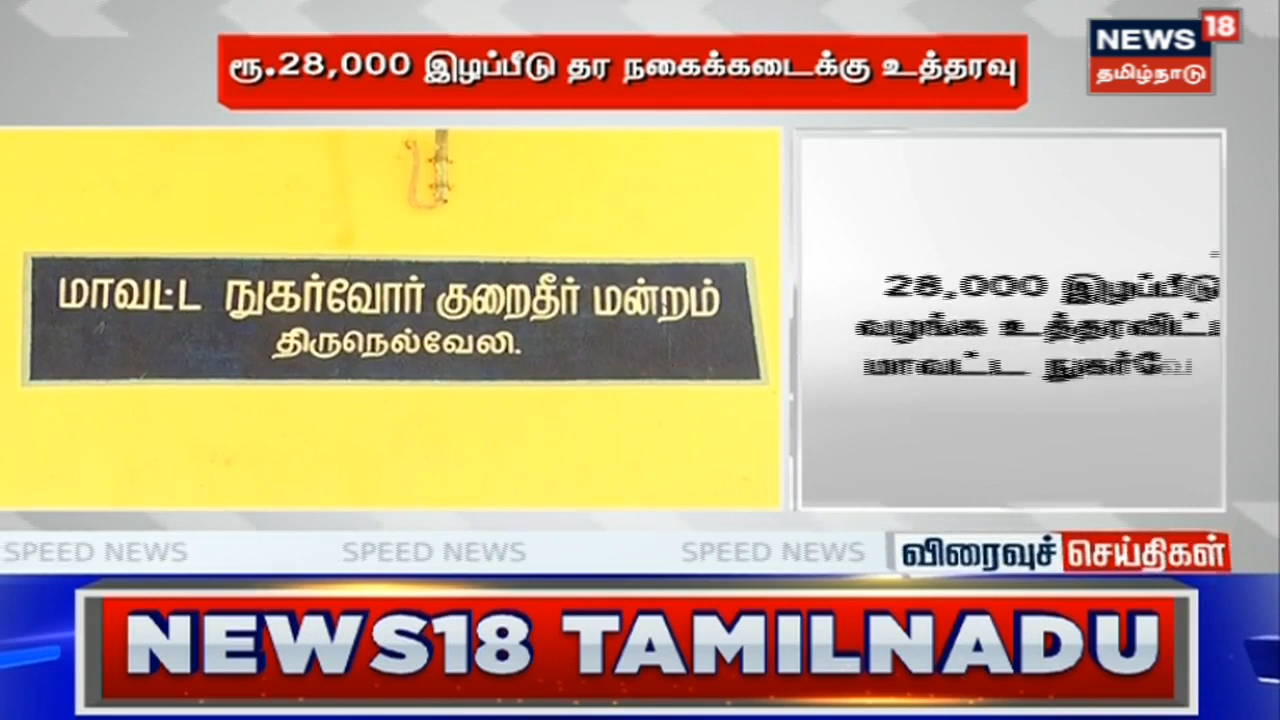 ரூ.28,000 இழப்பீடு தர நகைக்கடைக்கு உத்தரவு
NEWS 18
தமிழ்நாடு
மாவட்ட நுகர்வோர் குறைதீர் மன்றம்
திருநெல்வேலி.
28,000 இழப்பீடு
வழங்க
மாவட்ட
SPEED NEWS SPEED NEWS SPEED NEWS
விரைவுச் செய்திகள்
NEWS18 TAMILNADU